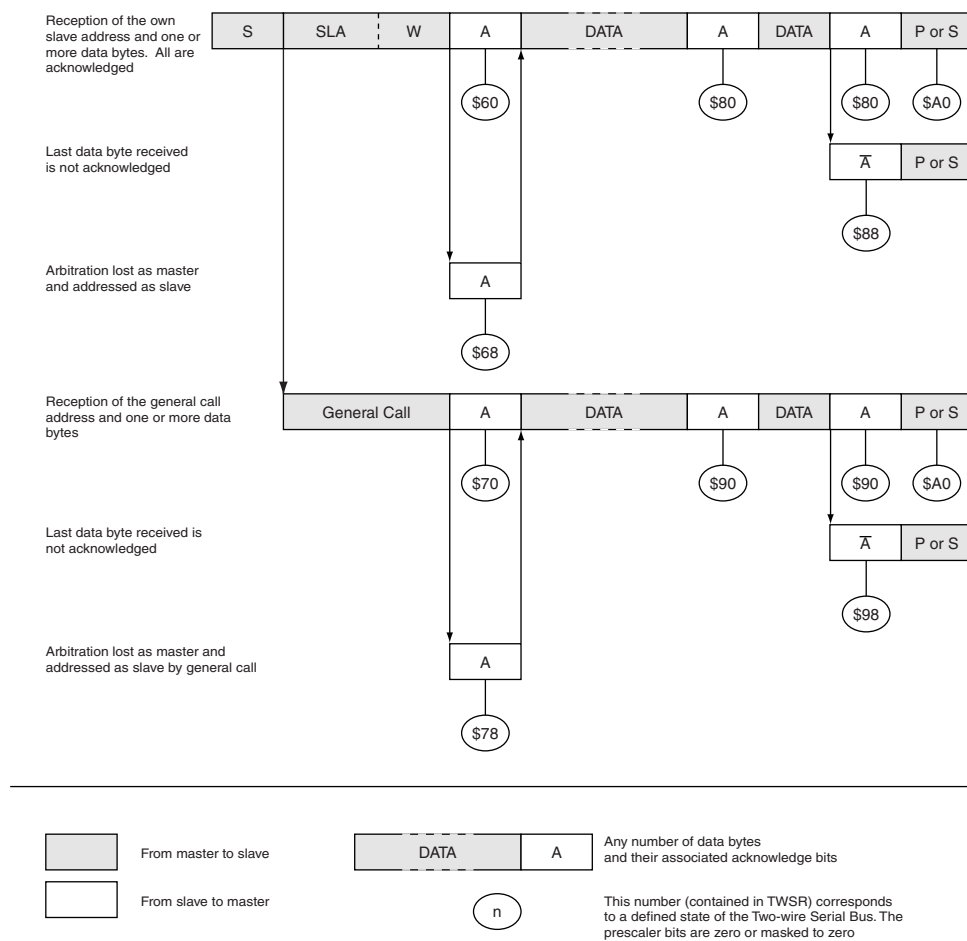 Reception of the own
slave address and one or
more data bytes.  All are
acknowledged
S SLA W A DATA A DATA A P or S
$60 $80 $80 $A0
Last data byte received
is not acknowledged
A̅ P or S
$88
Arbitration lost as master
and addressed as slave
A
$68
Reception of the general call
address and one or more data
bytes
General Call A DATA A DATA A P or S
$70 $90 $90 $A0
Last data byte received is
not acknowledged
A̅ P or S
$98
Arbitration lost as master and
addressed as slave by general call
A
$78
From master to slave
DATA A
Any number of data bytes
and their associated acknowledge bits
From slave to master
n
This number (contained in TWSR) corresponds
to a defined state of the Two-wire Serial Bus. The
prescaler bits are zero or masked to zero